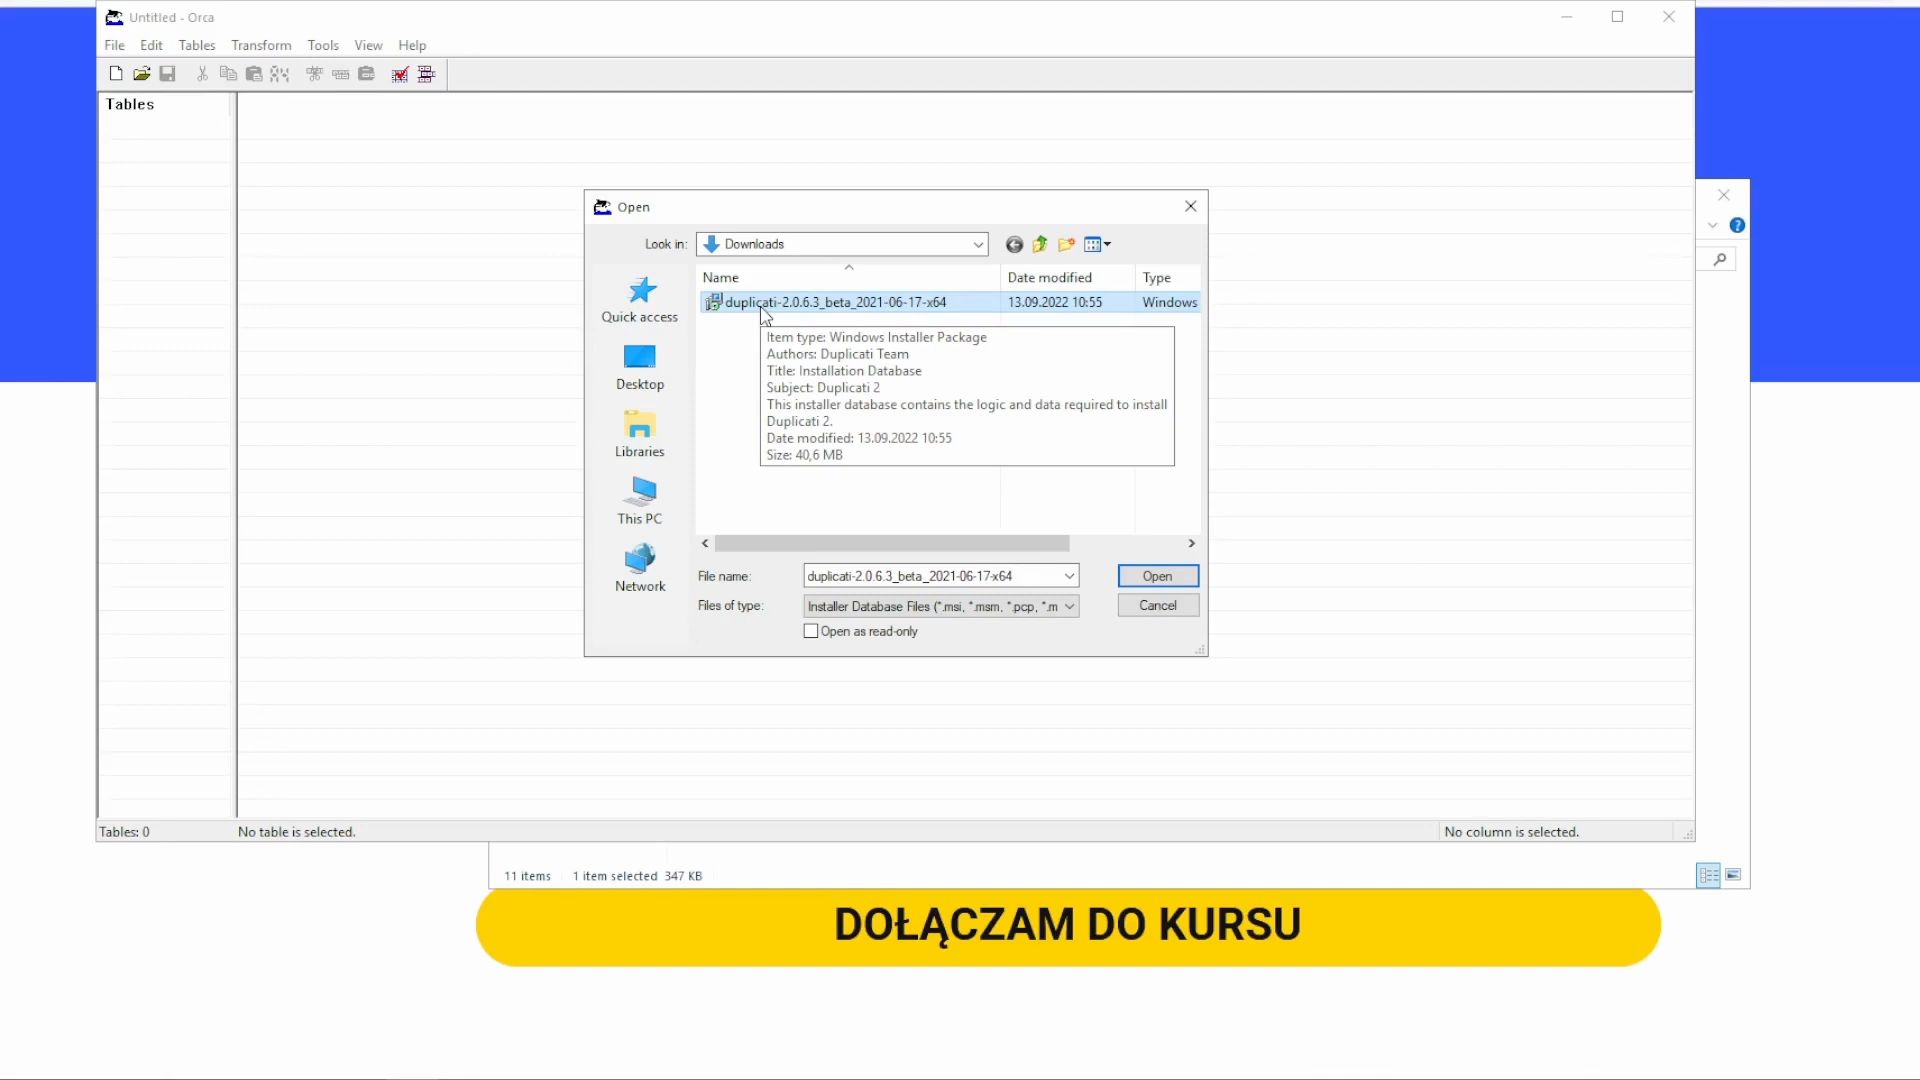 Untitled - Orca
File Edit Tables Transform Tools View Help
Tables
Open
Look in: Downloads
Name Date modified Type
duplicati-2.0.6.3_beta_2021-06-17-x64 13.09.2022 10:55 Windows
Item type: Windows Installer Package
Authors: Duplicati Team
Title: Installation Database
Subject: Duplicati 2
This installer database contains the logic and data required to install
Duplicati 2.
Date modified: 13.09.2022 10:55
Size: 40,6 MB
Quick access
Desktop
Libraries
This PC
Network
File name: duplicati-2.0.6.3_beta_2021-06-17-x64 Open
Files of type: Installer Database Files (*.msi, *.msm, *.pcp, *.m Cancel
Open as read-only
Tables: 0 No table is selected. No column is selected.
11 items 1 item selected 347 KB
DOŁĄCZAM DO KURSU